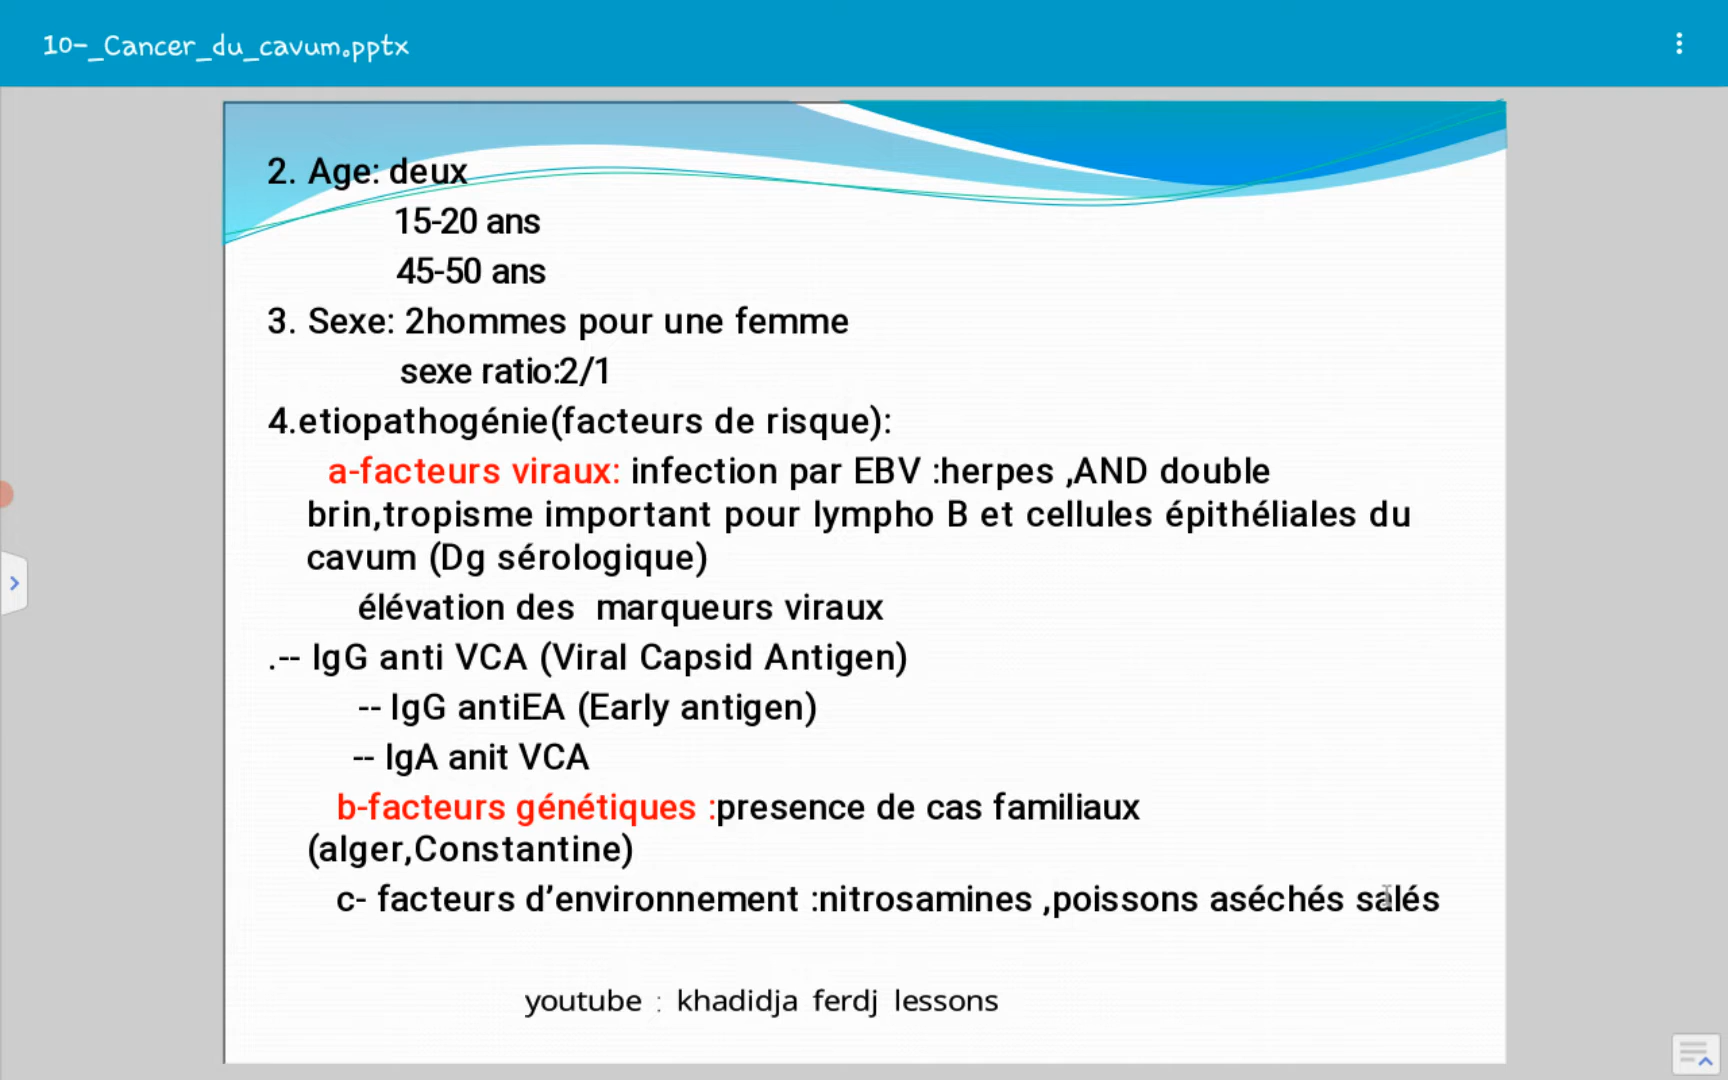 10-_Cancer_du_cavum.pptx
2. Age: deux
15-20 ans
45-50 ans
3. Sexe: 2hommes pour une femme
sexe ratio:2/1
4.etiopathogénie(facteurs de risque):
a-facteurs viraux: infection par EBV :herpes ,AND double
brin,tropisme important pour lympho B et cellules épithéliales du
cavum (Dg sérologique)
élévation des marqueurs viraux
.-- IgG anti VCA (Viral Capsid Antigen)
-- IgG antiEA (Early antigen)
-- IgA anit VCA
b-facteurs génétiques :presence de cas familiaux
(alger,Constantine)
c- facteurs d’environnement :nitrosamines ,poissons aséchés salés
youtube : khadidja ferdj lessons